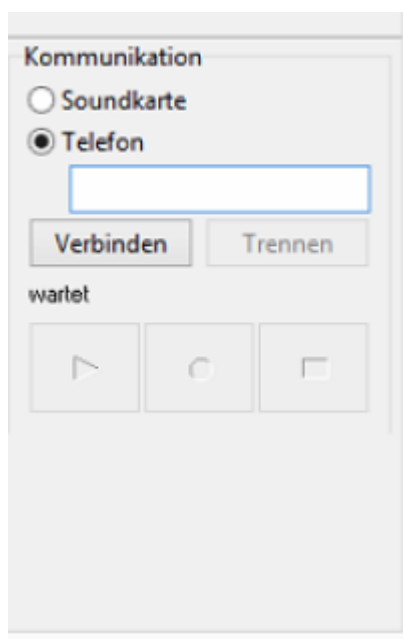 Kommunikation
Soundkarte
Telefon
Verbinden Trennen
wartet